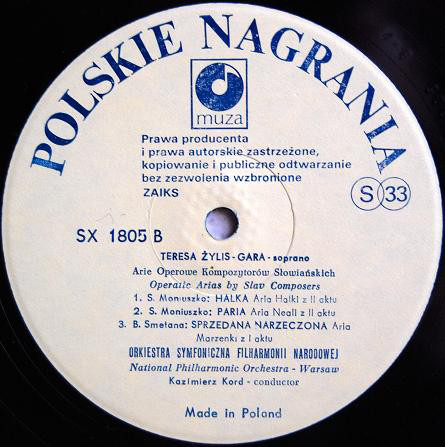 POLSKIE NAGRANIA
muza
Prawa producenta
i prawa autorskie zastrzeżone,
kopiowanie i publiczne odtwarzanie
bez zezwolenia wzbronione
ZAIKS
S 33
SX 1805 B
TERESA ŻYLIS-GARA - soprano
Arie Operowe Kompozytorów Słowiańskich
Operatic Arias by Slav Composers
1. S. Moniuszko: HALKA Aria Halki z II aktu
2. S. Moniuszko: PARIA Aria Neali z II aktu
3. B. Smetana: SPRZEDANA NARZECZONA Aria
Marzenki z I aktu
ORKIESTRA SYMFONICZNA FILHARMONII NARODOWEJ
National Philharmonic Orchestra - Warsaw
Kazimierz Kord - conductor
Made in Poland